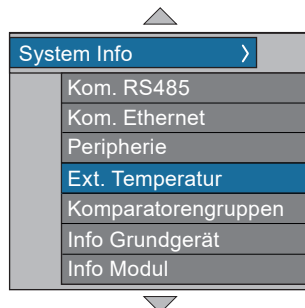 System Info
Kom. RS485
Kom. Ethernet
Peripherie
Ext. Temperatur
Komparatorengruppen
Info Grundgerät
Info Modul